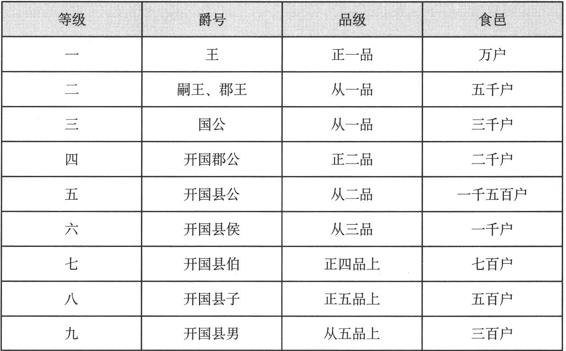 等级 爵号 品级 食邑
一 王 正一品 万户
二 嗣王、郡王 从一品 五千户
三 国公 从一品 三千户
四 开国郡公 正二品 二千户
五 开国县公 从二品 一千五百户
六 开国县侯 从三品 一千户
七 开国县伯 正四品上 七百户
八 开国县子 正五品上 五百户
九 开国县男 从五品上 三百户